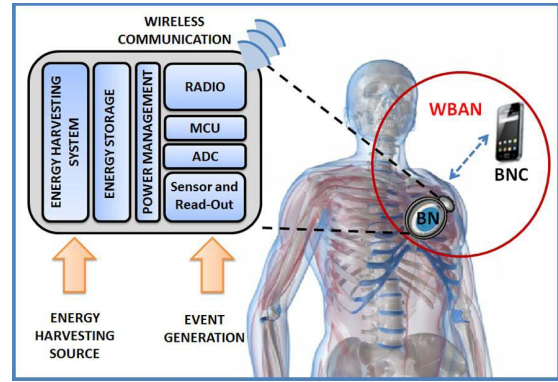 WIRELESS
COMMUNICATION
ENERGY HARVESTING
SYSTEM
ENERGY STORAGE
POWER MANAGEMENT
RADIO
MCU
ADC
Sensor and
Read-Out
WBAN
BNC
BN
ENERGY
HARVESTING
SOURCE
EVENT
GENERATION